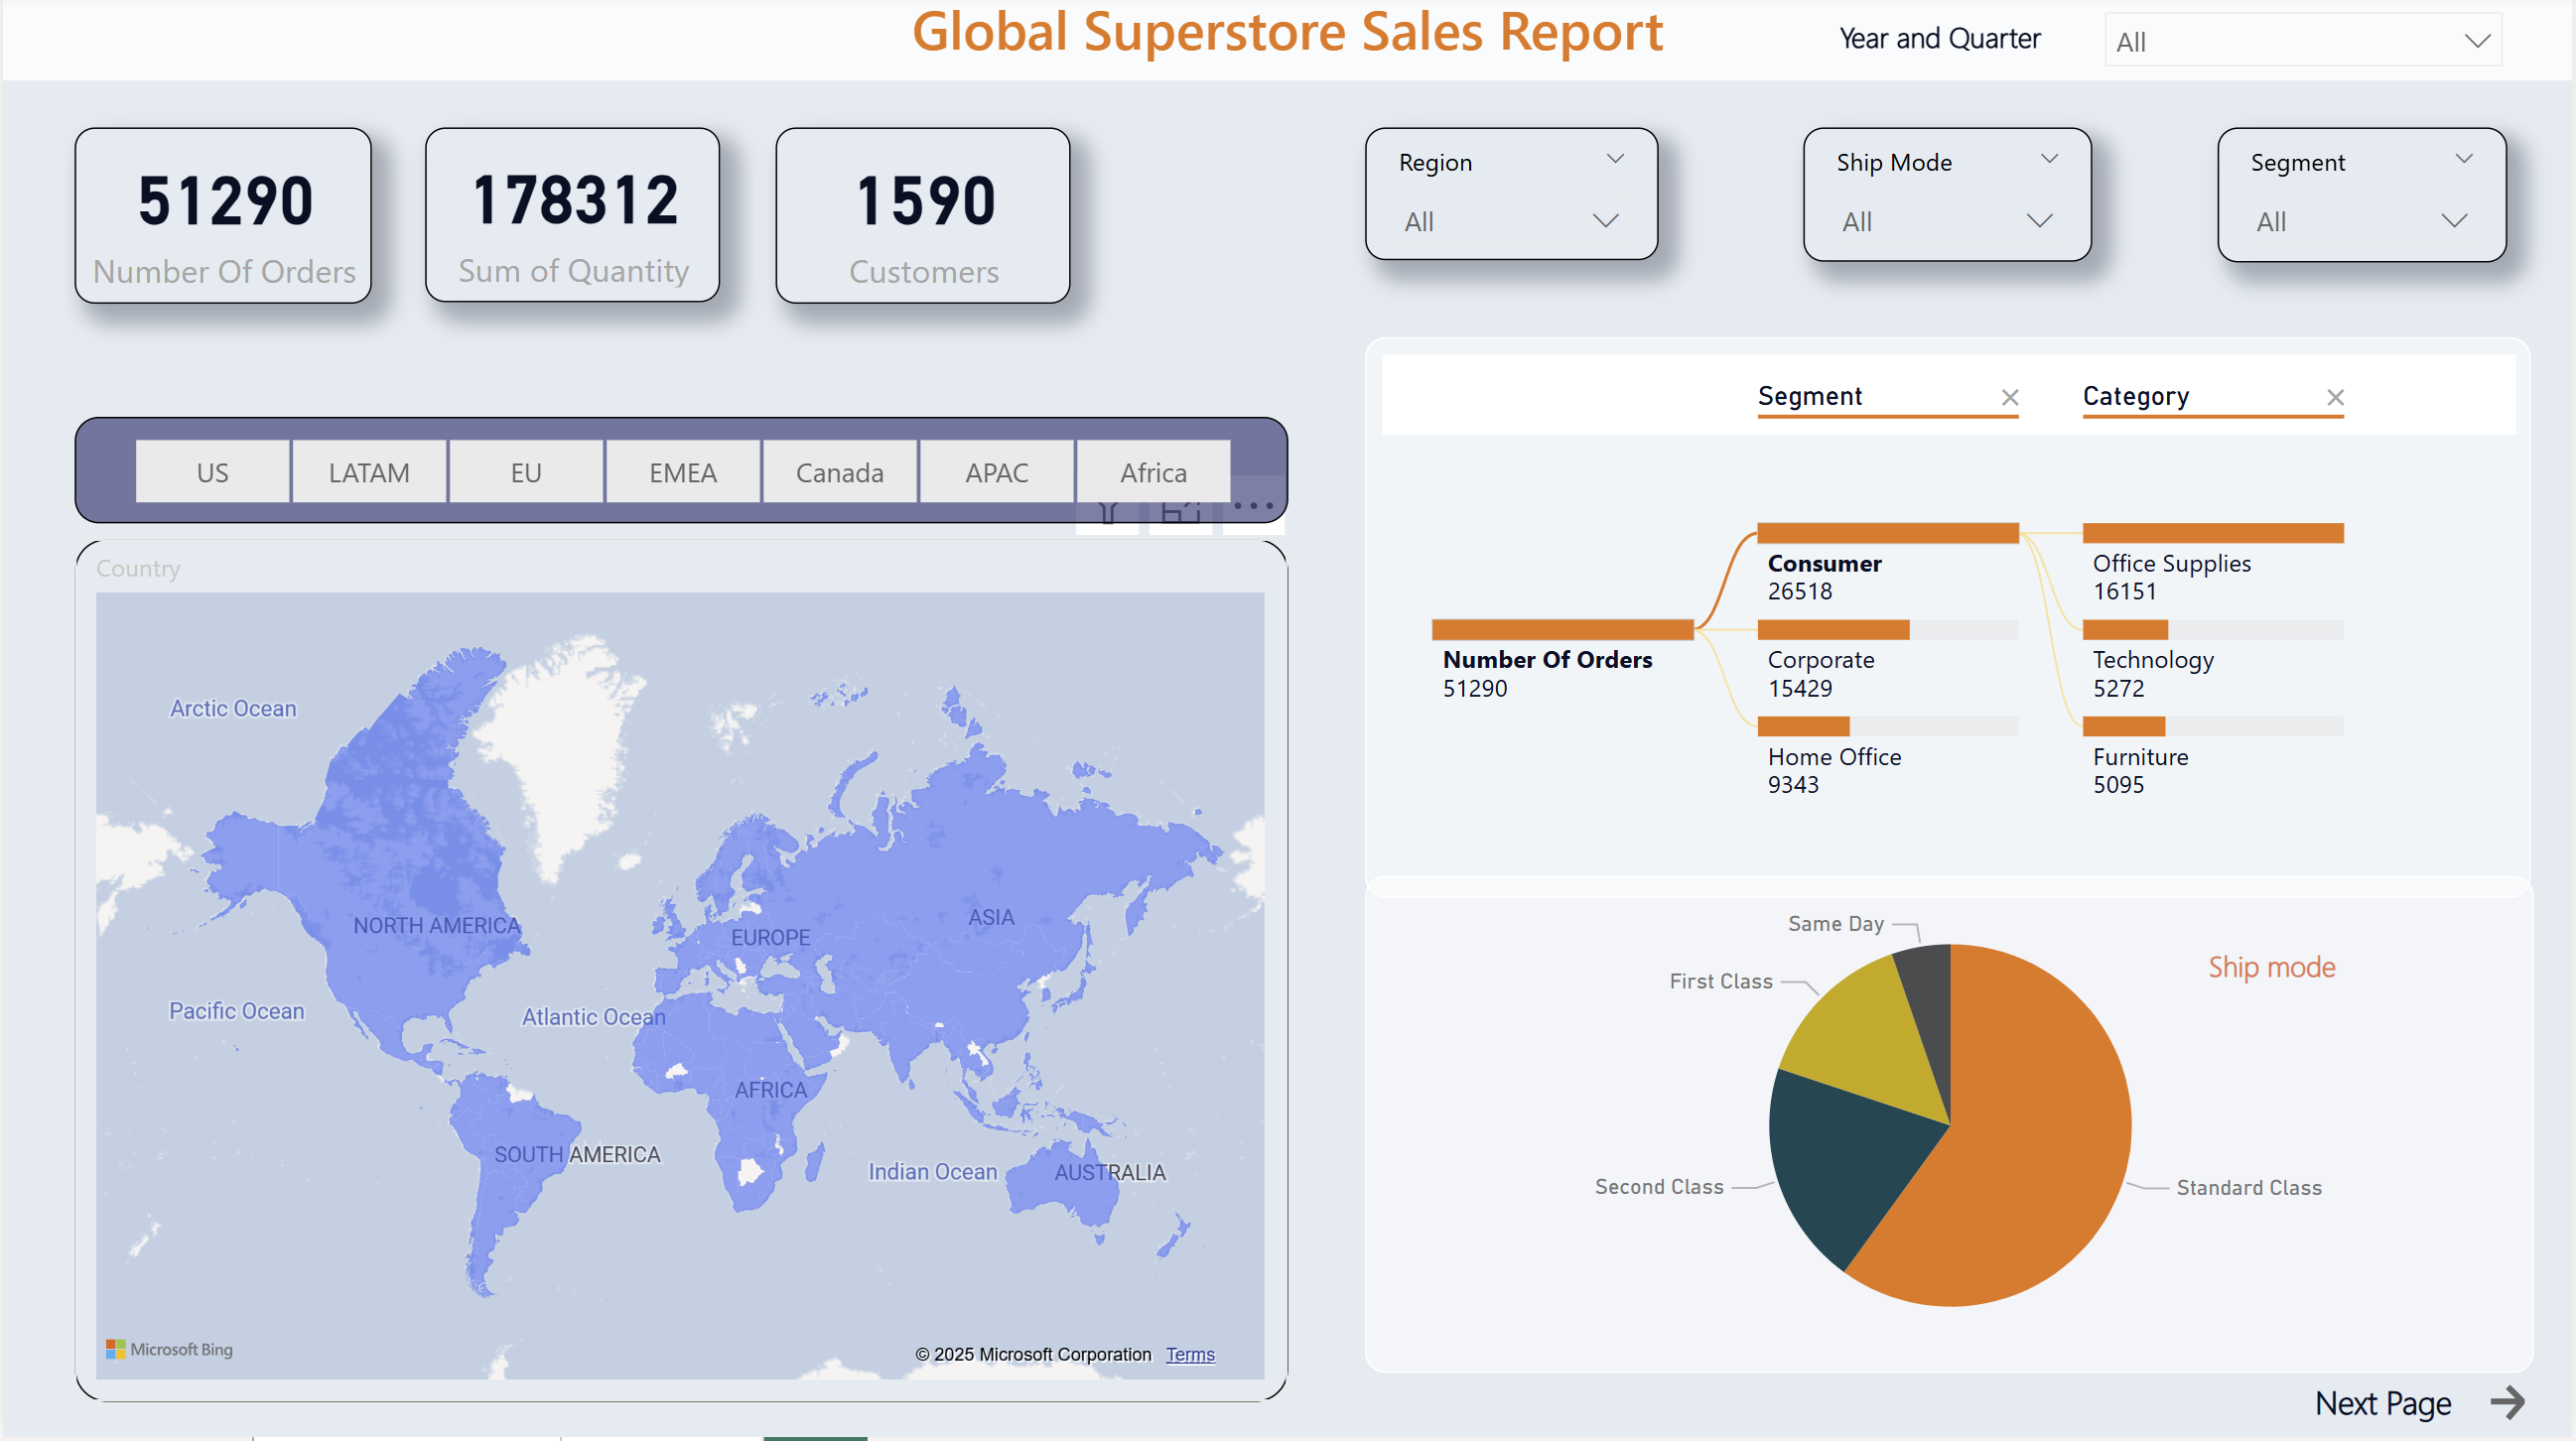 Global Superstore Sales Report
Year and Quarter
All
51290
Number Of Orders
178312
Sum of Quantity
1590
Customers
Region
All
Ship Mode
All
Segment
All
US
LATAM
EU
EMEA
Canada
APAC
Africa
Country
Arctic Ocean
NORTH AMERICA
EUROPE
ASIA
Pacific Ocean
Atlantic Ocean
AFRICA
SOUTH AMERICA
Indian Ocean
AUSTRALIA
Microsoft Bing
© 2025 Microsoft Corporation Terms
Segment
Category
Number Of Orders
51290
Consumer
26518
Corporate
15429
Home Office
9343
Office Supplies
16151
Technology
5272
Furniture
5095
Ship mode
Same Day
First Class
Second Class
Standard Class
Next Page